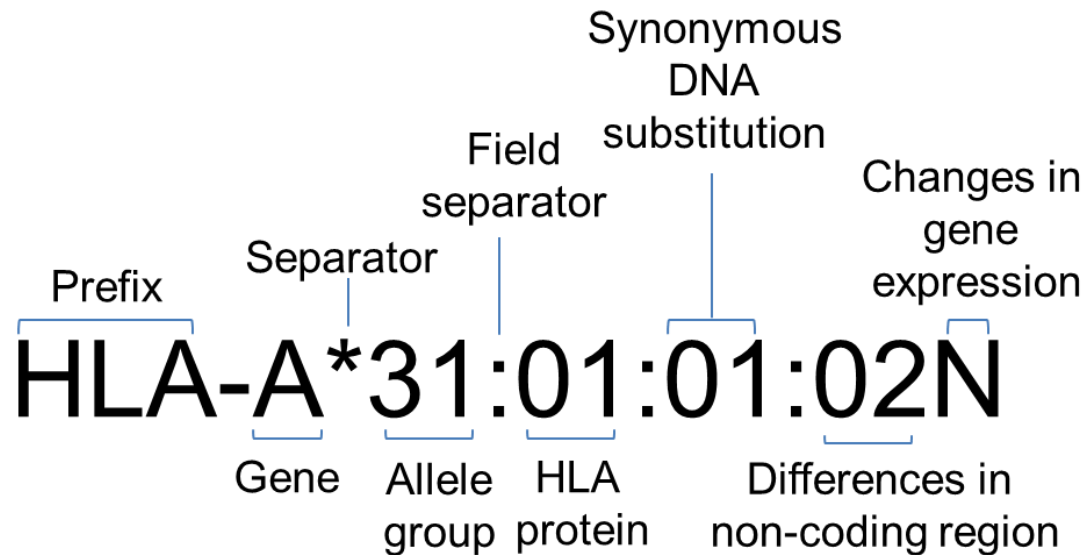 Synonymous
DNA
substitution
Field
separator
Changes in
gene
expression
Separator
Prefix
HLA-A*31:01:01:02N
Gene
Allele
group
HLA
protein
Differences in
non-coding region